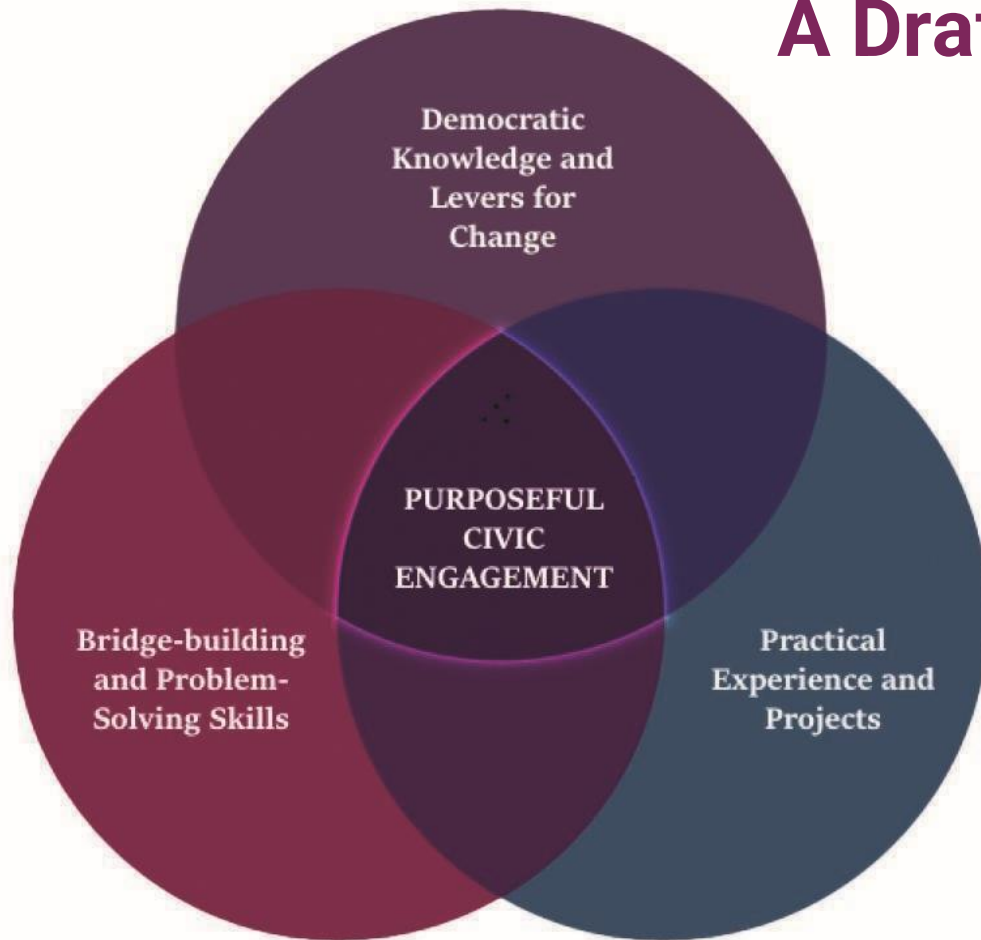 A Dra
Democratic
Knowledge and
Levers for
Change
PURPOSEFUL
CIVIC
ENGAGEMENT
Bridge-building
and Problem-
Solving Skills
Practical
Experience and
Projects